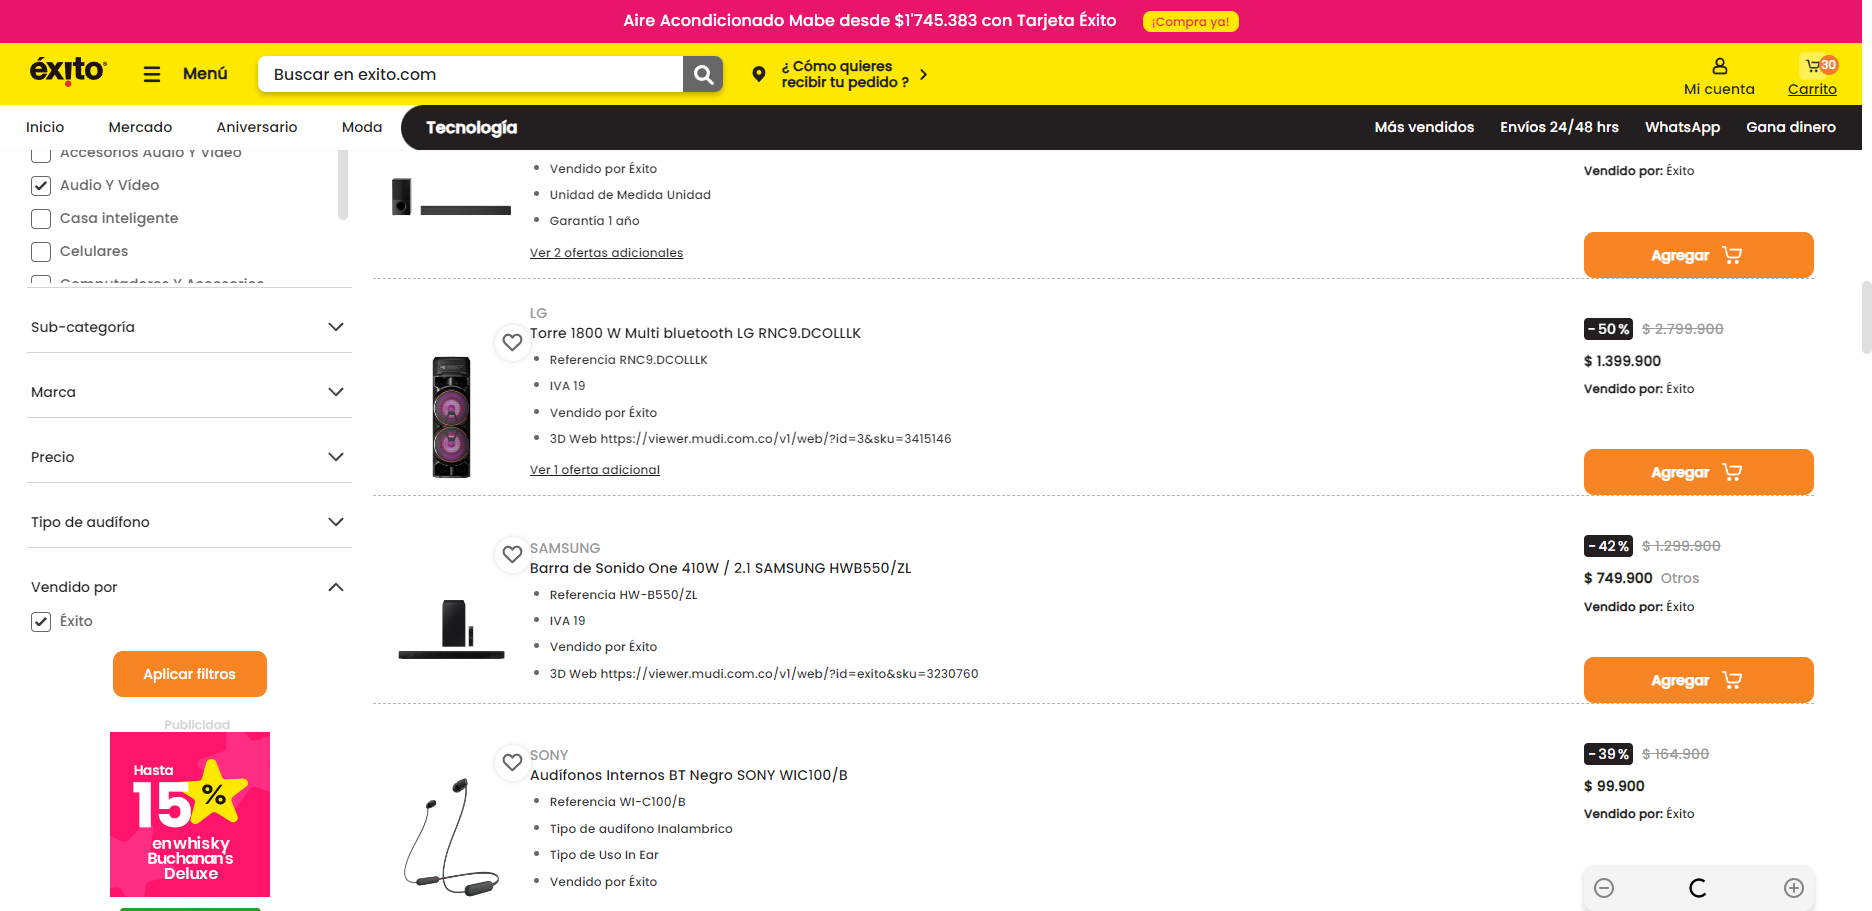 Aire Acondicionado Mabe desde $1'745.383 con Tarjeta Éxito ¡Compra ya!
éxito
Menú
Buscar en exito.com
¿ Cómo quieres
recibir tu pedido ?
Mi cuenta
30
Carrito
Inicio Mercado Aniversario Moda Tecnología Más vendidos Envíos 24/48 hrs WhatsApp Gana dinero
Accesorios Audio Y Video
Audio Y Vídeo
Casa inteligente
Celulares
Computadores Y Accesorios
Sub-categoría
Marca
Precio
Tipo de audífono
Vendido por
Éxito
Aplicar filtros
Publicidad
Hasta
15%
en whisky
Buchanan's
Deluxe
Vendido por Éxito
Unidad de Medida Unidad
Garantía 1 año
Ver 2 ofertas adicionales
Vendido por: Éxito
Agregar
LG
Torre 1800 W Multi bluetooth LG RNC9.DCOLLLK
Referencia RNC9.DCOLLLK
IVA 19
Vendido por Éxito
3D Web https://viewer.mudi.com.co/v1/web/?id=3&sku=3415146
Ver 1 oferta adicional
-50% $ 2.799.900
$ 1.399.900
Vendido por: Éxito
Agregar
SAMSUNG
Barra de Sonido One 410W / 2.1 SAMSUNG HWB550/ZL
Referencia HW-B550/ZL
IVA 19
Vendido por Éxito
3D Web https://viewer.mudi.com.co/v1/web/?id=exito&sku=3230760
-42% $ 1.299.900
$ 749.900 Otros
Vendido por: Éxito
Agregar
SONY
Audífonos Internos BT Negro SONY WIC100/B
Referencia WI-C100/B
Tipo de audífono Inalambrico
Tipo de Uso In Ear
Vendido por Éxito
-39% $ 164.900
$ 99.900
Vendido por: Éxito